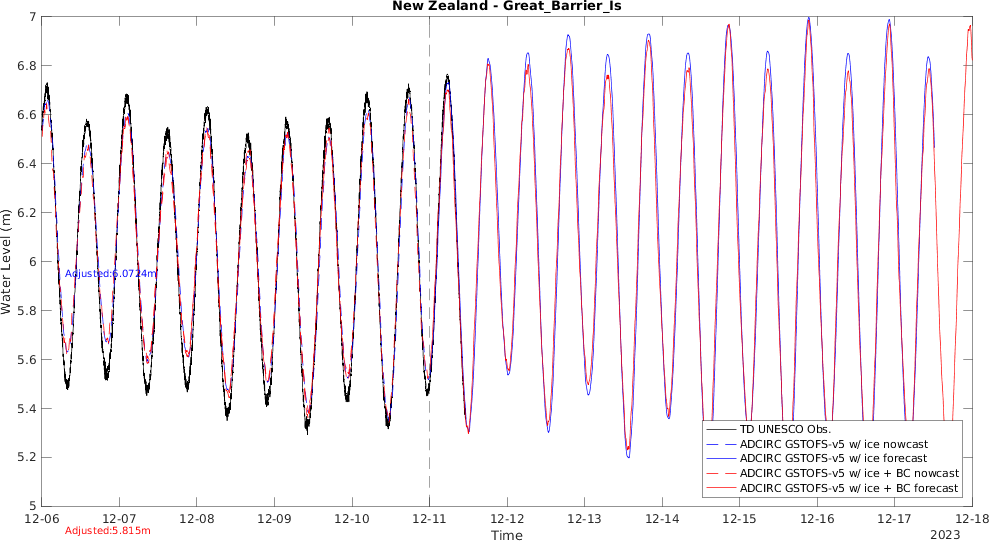 New Zealand - Great_Barrier_Is
7
6.8
6.6
6.4
6.2
6
5.8
5.6
5.4
5.2
5
Water Level (m)
Adjusted:6.0724m
TD UNESCO Obs.
ADCIRC GSTOFS-v5 w/ ice nowcast
ADCIRC GSTOFS-v5 w/ ice forecast
ADCIRC GSTOFS-v5 w/ ice + BC nowcast
ADCIRC GSTOFS-v5 w/ ice + BC forecast
12-06 12-07 12-08 12-09 12-10 12-11 12-12 12-13 12-14 12-15 12-16 12-17 12-18
Adjusted:5.815m
Time
2023